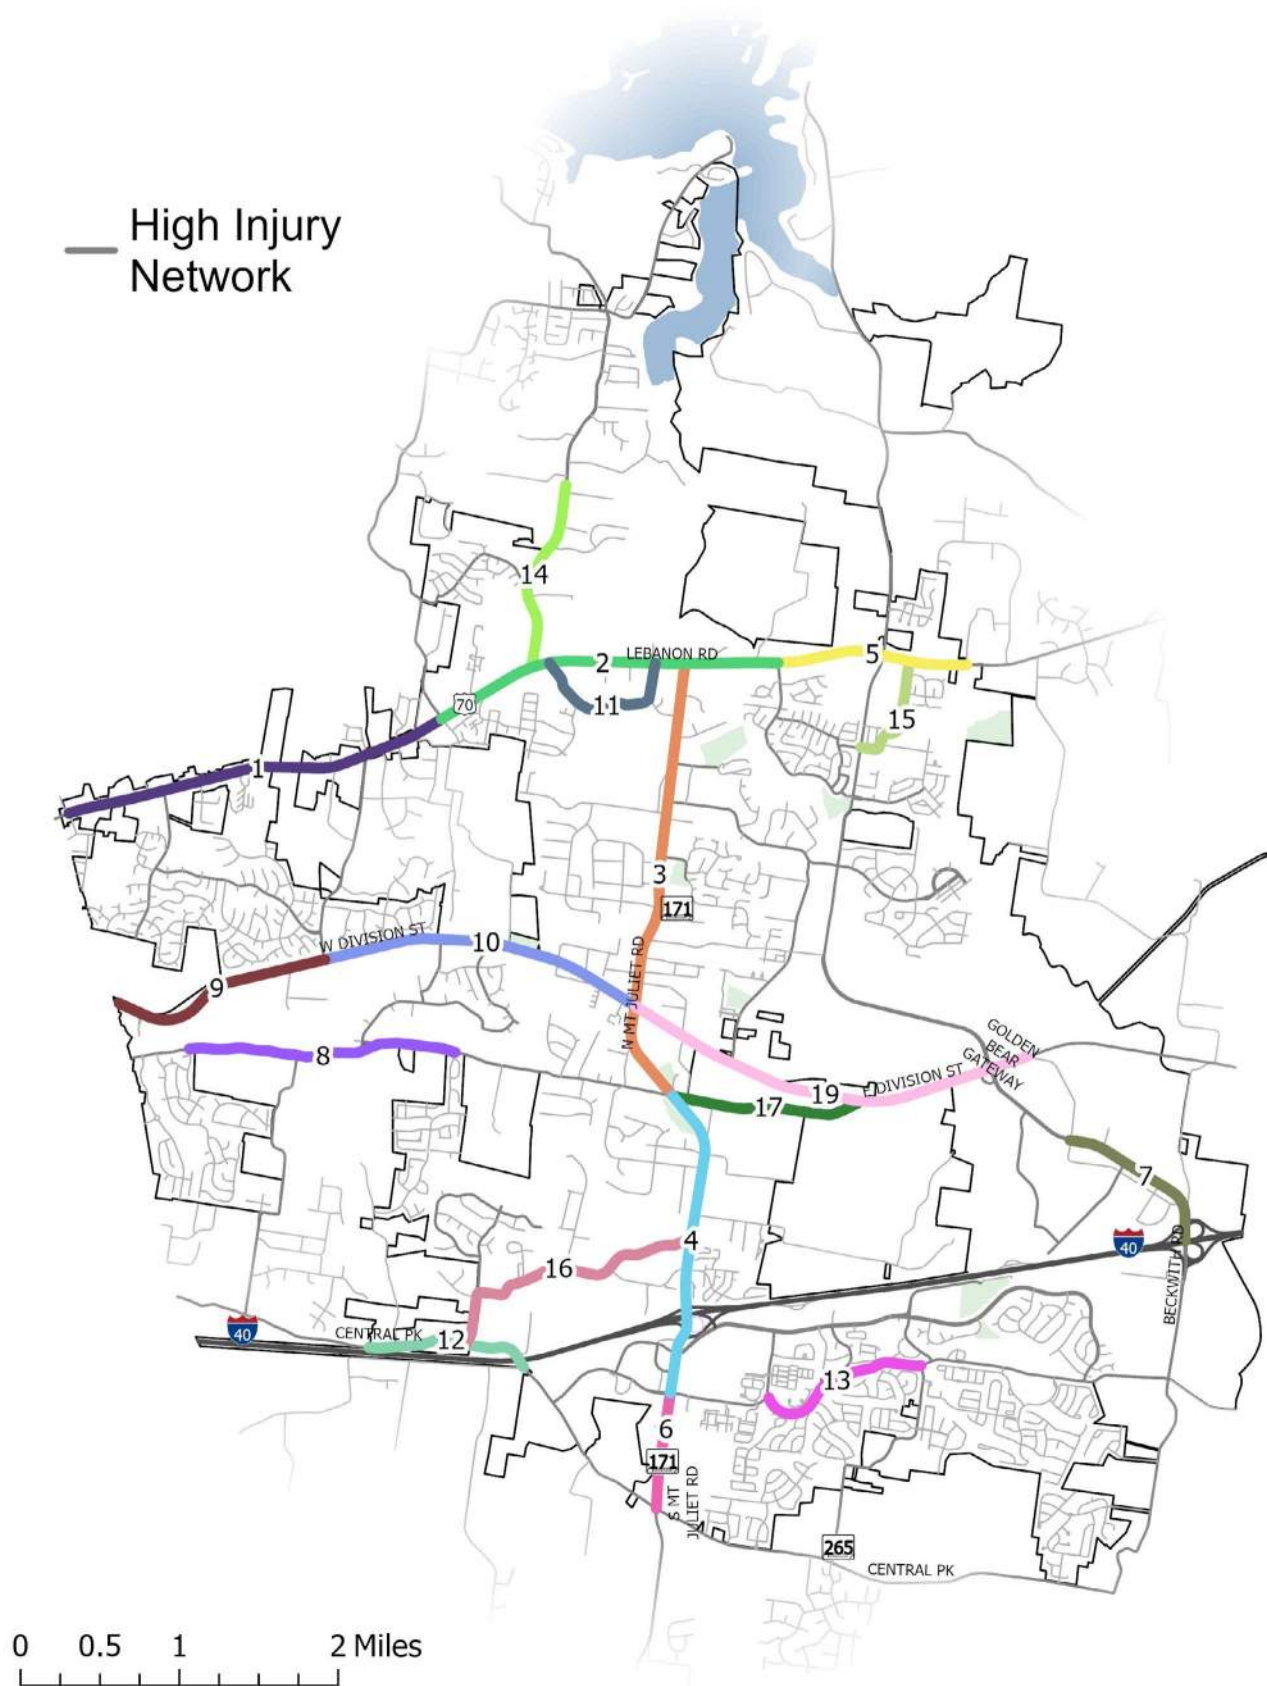 High Injury
Network
14
LEBANON RD
2
5
70
11
15
1
3
171
W DIVISION ST
10
N MT JULIET RD
9
GOLDEN
BEAR
GATEWAY
8
E DIVISION ST
19
17
7
4
40
16
BECKWITH RD
40
CENTRAL PK
12
13
6
171
S MT
JULIET RD
265
CENTRAL PK
0 0.5 1 2 Miles